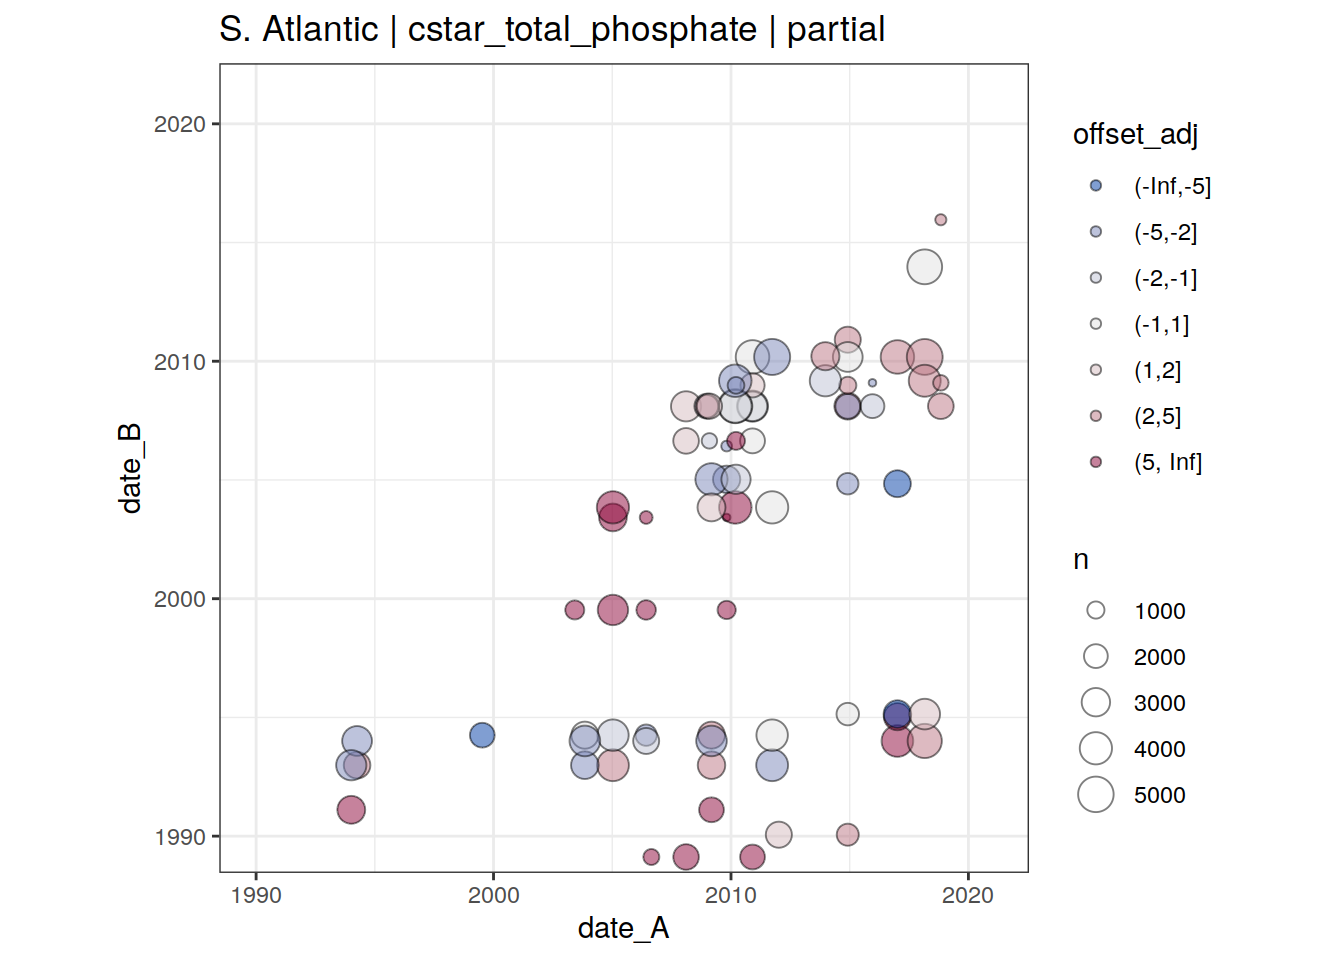 S. Atlantic | cstar_total_phosphate | partial
date_B
2020
2010
2000
1990
1990 2000 2010 2020
date_A
offset_adj
(-Inf,-5]
(-5,-2]
(-2,-1]
(-1,1]
(1,2]
(2,5]
(5, Inf]
n
1000
2000
3000
4000
5000